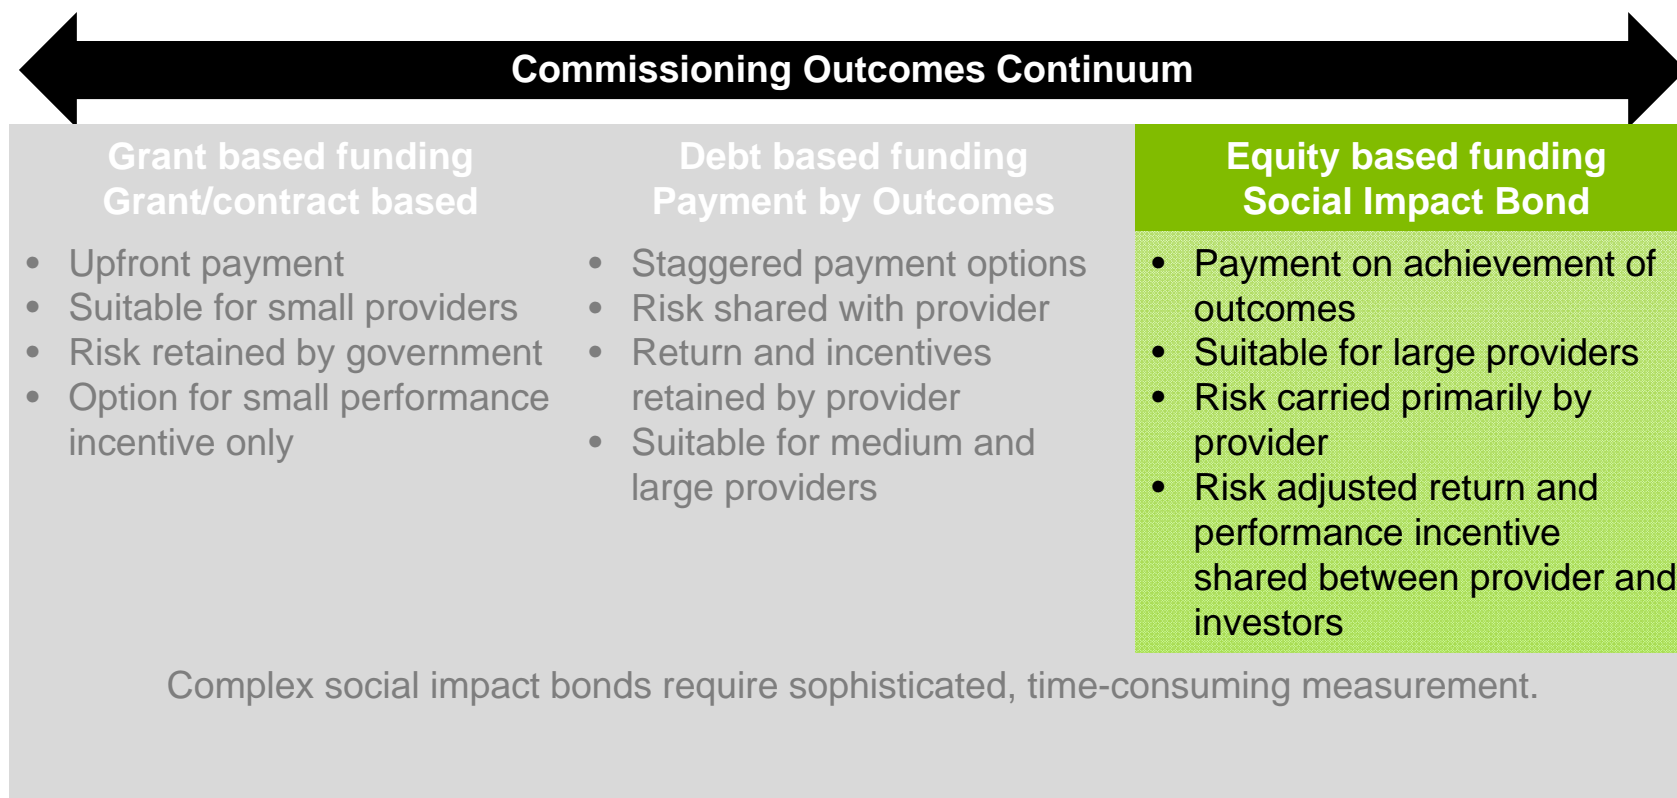 Commissioning Outcomes Continuum
Grant based funding
Grant/contract based
• Upfront payment
• Suitable for small providers
• Risk retained by government
• Option for small performance
incentive only
Debt based funding
Payment by Outcomes
• Staggered payment options
• Risk shared with provider
• Return and incentives
retained by provider
• Suitable for medium and
large providers
Equity based funding
Social Impact Bond
• Payment on achievement of
outcomes
• Suitable for large providers
• Risk carried primarily by
provider
• Risk adjusted return and
performance incentive
shared between provider and
investors
Complex social impact bonds require sophisticated, time-consuming measurement.